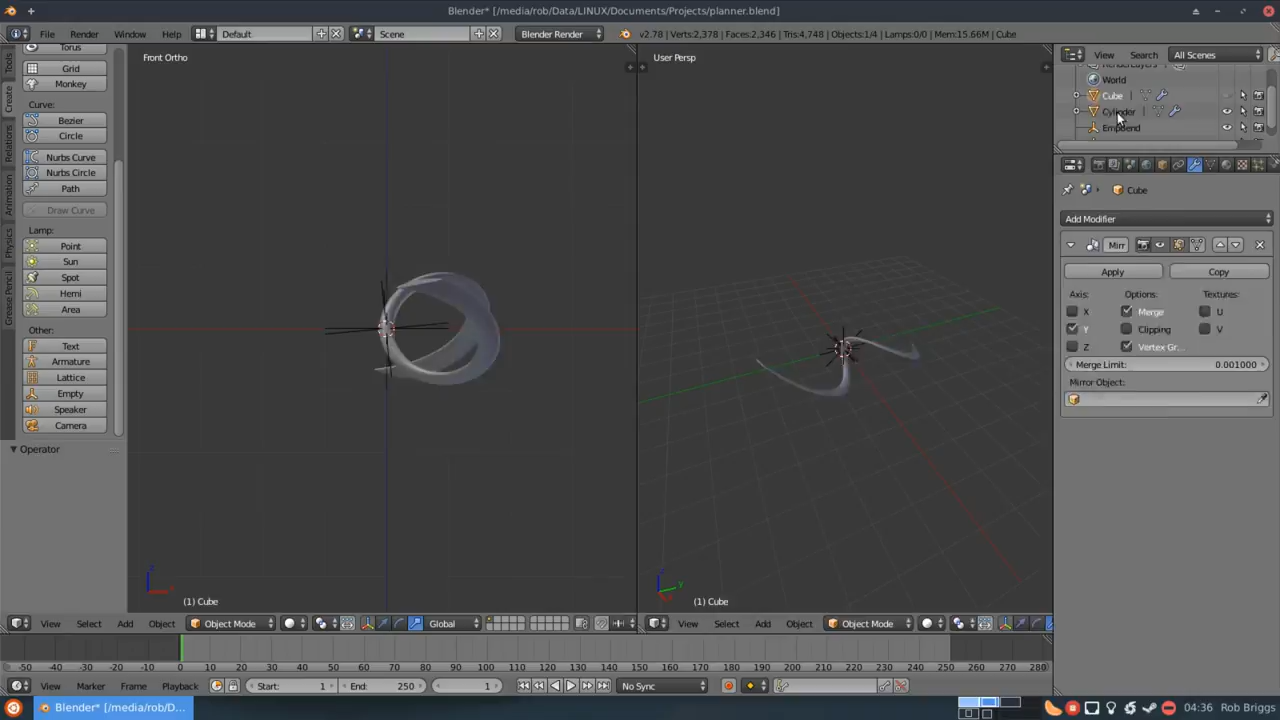 Blender* [/media/rob/Data/LINUX/Documents/Projects/planner.blend]
File Render Window Help Default Scene Blender Render v2.78 | Verts:2,378 | Faces:2,346 | Tris:4,748 | Objects:1/4 | Lamps:0/0 | Mem:15.66M | Cube
Tools
Create
Relations
Animation
Physics
Grease Pencil
Torus
Grid
Monkey
Curve:
Bezier
Circle
Nurbs Curve
Nurbs Circle
Path
Draw Curve
Lamp:
Point
Sun
Spot
Hemi
Area
Other:
Text
Armature
Lattice
Empty
Speaker
Camera
Operator
Front Ortho
(1) Cube
View Select Add Object Object Mode Global
User Persp
(1) Cube
View Select Add Object Object Mode
View Search All Scenes
RenderLayers
World
Cube
Cylinder
Cube
Add Modifier
Mirr
Apply Copy
Axis: Options: Textures:
X Merge U
Y Clipping V
Z Vertex Gr...
Merge Limit: 0.001000
Mirror Object:
-50 -40 -30 -20 -10 0 10 20 30 40 50 60 70 80 90 100 110 120 130 140 150 160 170 180 190 200 210 220 230 240 250 260 270 280
View Marker Frame Playback Start: 1 End: 250 1 No Sync
Blender* [/media/rob/D... 04:36 Rob Briggs